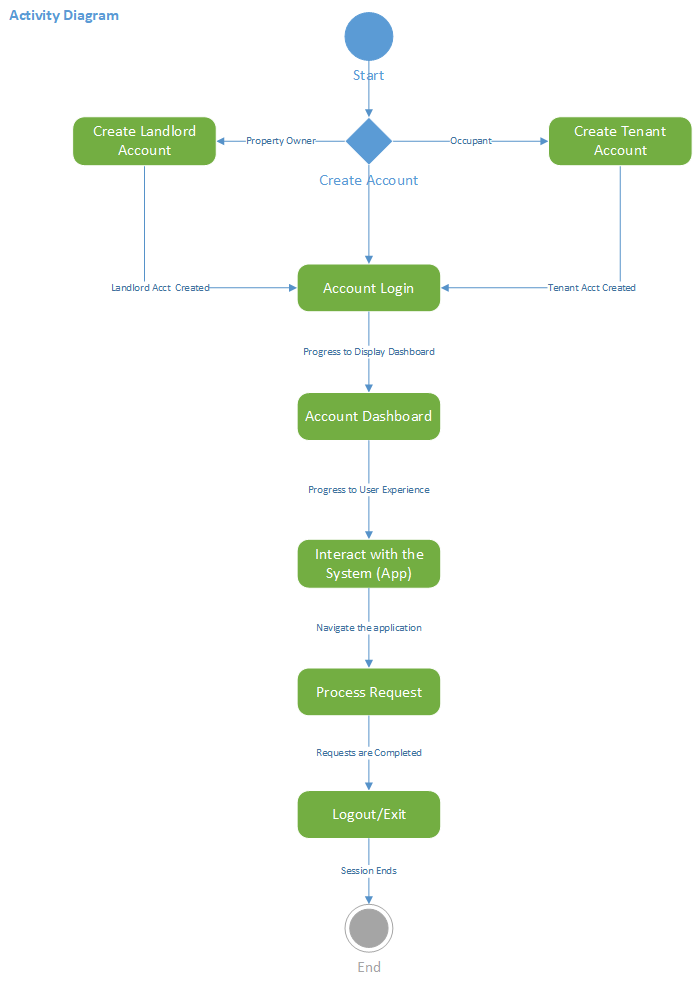 Activity Diagram
Start
Create Landlord
Account
Property Owner
Occupant
Create Tenant
Account
Create Account
Landlord Acct Created
Account Login
Tenant Acct Created
Progress to Display Dashboard
Account Dashboard
Progress to User Experience
Interact with the
System (App)
Navigate the application
Process Request
Requests are Completed
Logout/Exit
Session Ends
End